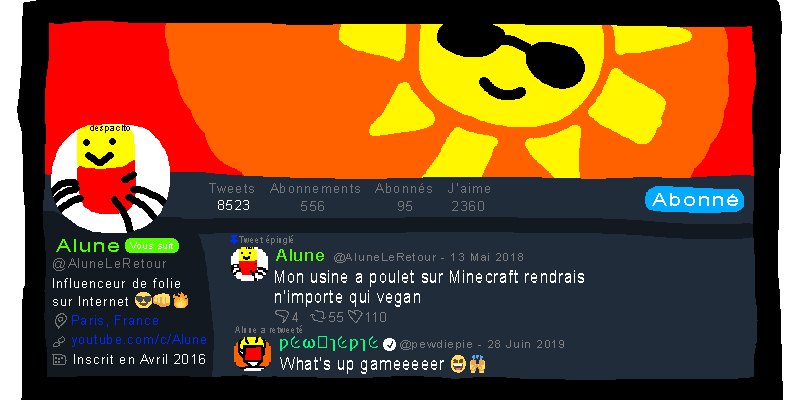 despacito
Tweets Abonnements Abonnés J'aime
8523 556 95 2360
Abonné
Alune Vous suit
@AluneLeRetour
Influenceur de folie
sur Internet 😎👊🔥
Paris, France
youtube.com/c/Alune
Inscrit en Avril 2016
Tweet épinglé
Alune @AluneLeRetour - 13 Mai 2018
Mon usine a poulet sur Minecraft rendrais
n'importe qui vegan
4 55 110
Alune a retweeté
@pewdiepie - 28 Juin 2019
What's up gameeeeer 😆🙌